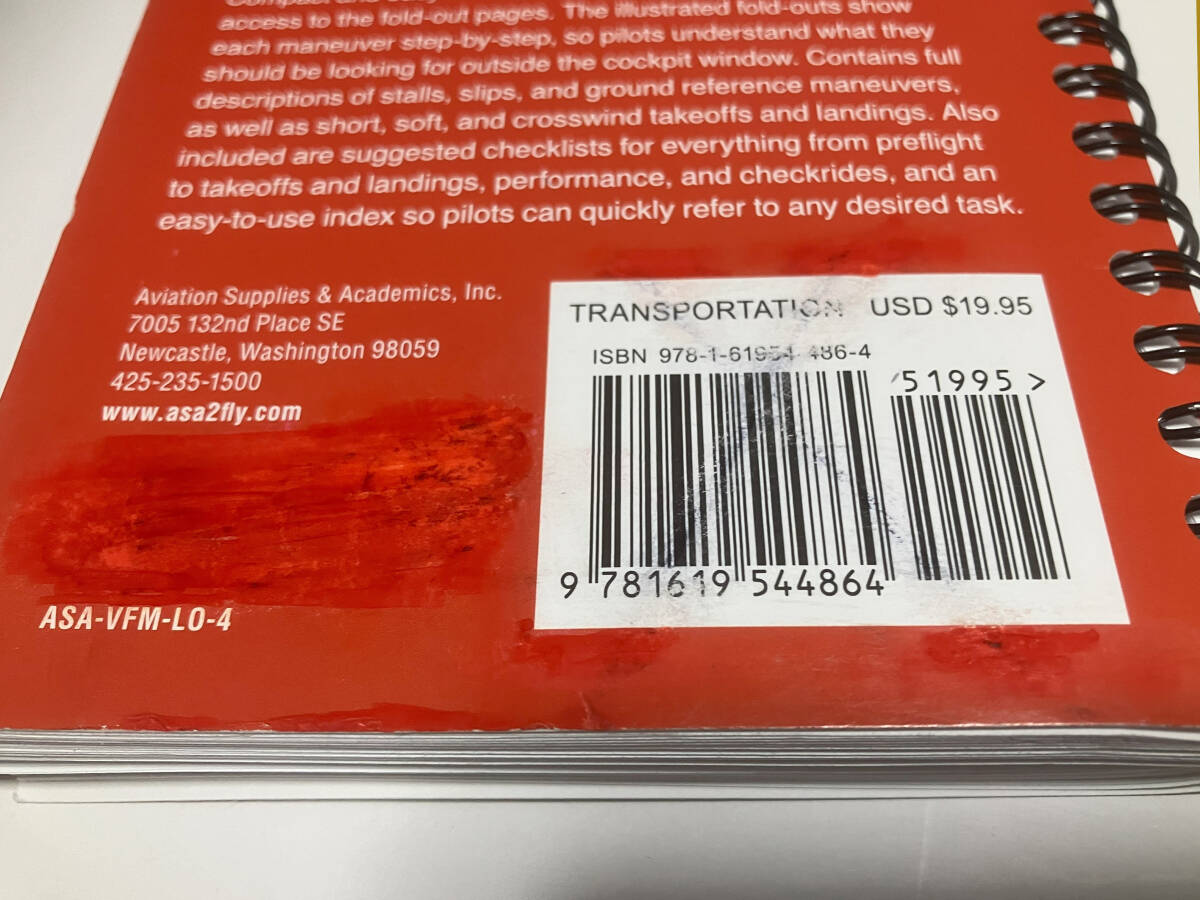 Compact and easy
access to the fold-out pages. The illustrated fold-outs show
each maneuver step-by-step, so pilots understand what they
should be looking for outside the cockpit window. Contains full
descriptions of stalls, slips, and ground reference maneuvers,
as well as short, soft, and crosswind takeoffs and landings. Also
included are suggested checklists for everything from preflight
to takeoffs and landings, performance, and checkrides, and an
easy-to-use index so pilots can quickly refer to any desired task.
Aviation Supplies & Academics, Inc.
7005 132nd Place SE
Newcastle, Washington 98059
425-235-1500
www.asa2fly.com
ASA-VFM-LO-4
TRANSPORTATION USD $19.95
ISBN 978-1-61954-486-4
51995 >
9 781619 544864